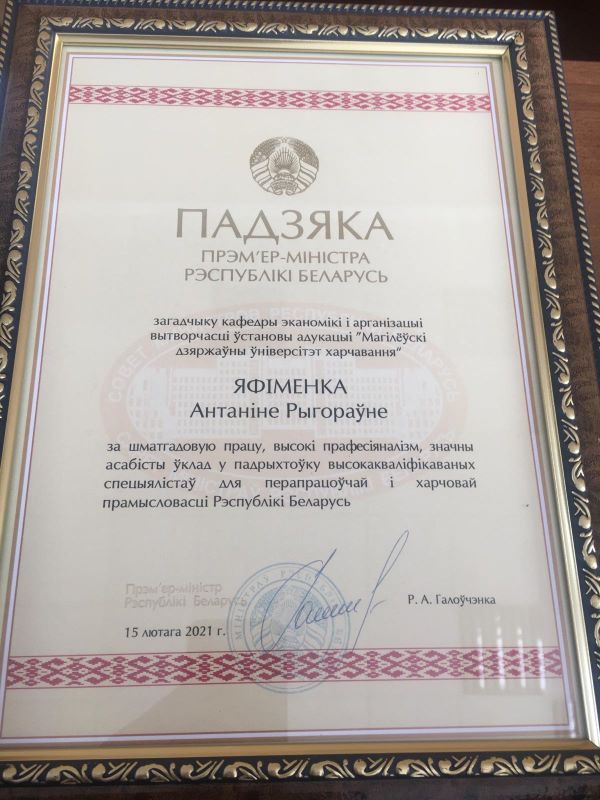 ПАДЗЯКА
ПРЭМ'ЕР-МІНІСТРА
РЭСПУБЛІКІ БЕЛАРУСЬ
загадчыку кафедры эканомікі і арганізацыі
вытворчасці ўстановы адукацыі "Магілёўскі
дзяржаўны ўніверсітэт харчавання"
ЯФІМЕНКА
Антаніне Рыгораўне
за шматгадовую працу, высокі прафесіяналізм, значны
асабісты ўклад у падрыхтоўку высокакваліфікаваных
спецыялістаў для перапрацоўчай і харчовай
прамысловасці Рэспублікі Беларусь
Прэм'ер-міністр
Рэспублікі Беларусь
Р. А. Галоўчэнка
15 лютага 2021 г.